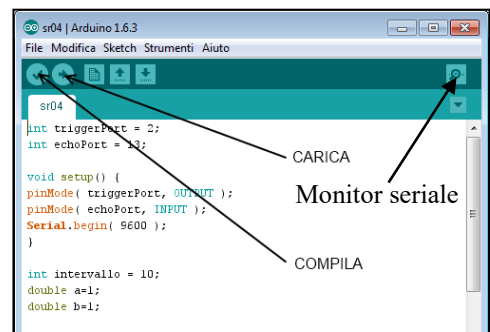 sr04 | Arduino 1.6.3
File Modifica Sketch Strumenti Aiuto
sr04
int triggerPort = 2;
int echoPort = 13;
CARICA
void setup() {
pinMode( triggerPort, OUTPUT );
Monitor seriale
pinMode( echoPort, INPUT );
Serial.begin( 9600 );
}
COMPILA
int intervallo = 10;
double a=1;
double b=1;